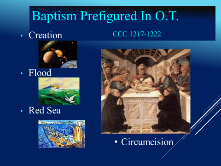 Baptism Prefigured In O.T.
CCC 1217-1222
• Creation
• Flood
• Red Sea
• Circumcision